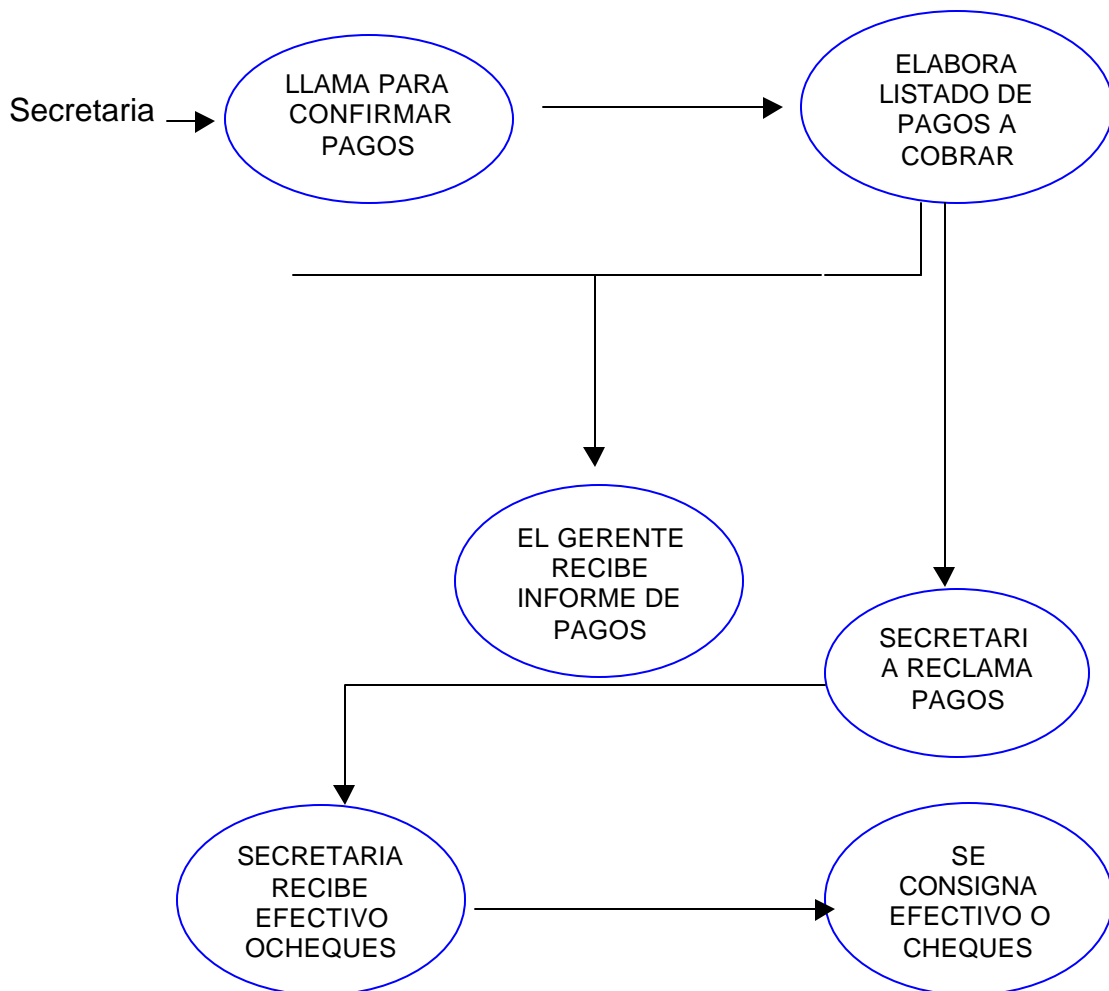 Secretaria
LLAMA PARA
CONFIRMAR
PAGOS
ELABORA
LISTADO DE
PAGOS A
COBRAR
EL GERENTE
RECIBE
INFORME DE
PAGOS
SECRETARI
A RECLAMA
PAGOS
SECRETARIA
RECIBE
EFECTIVO
OCHEQUES
SE
CONSIGNA
EFECTIVO O
CHEQUES